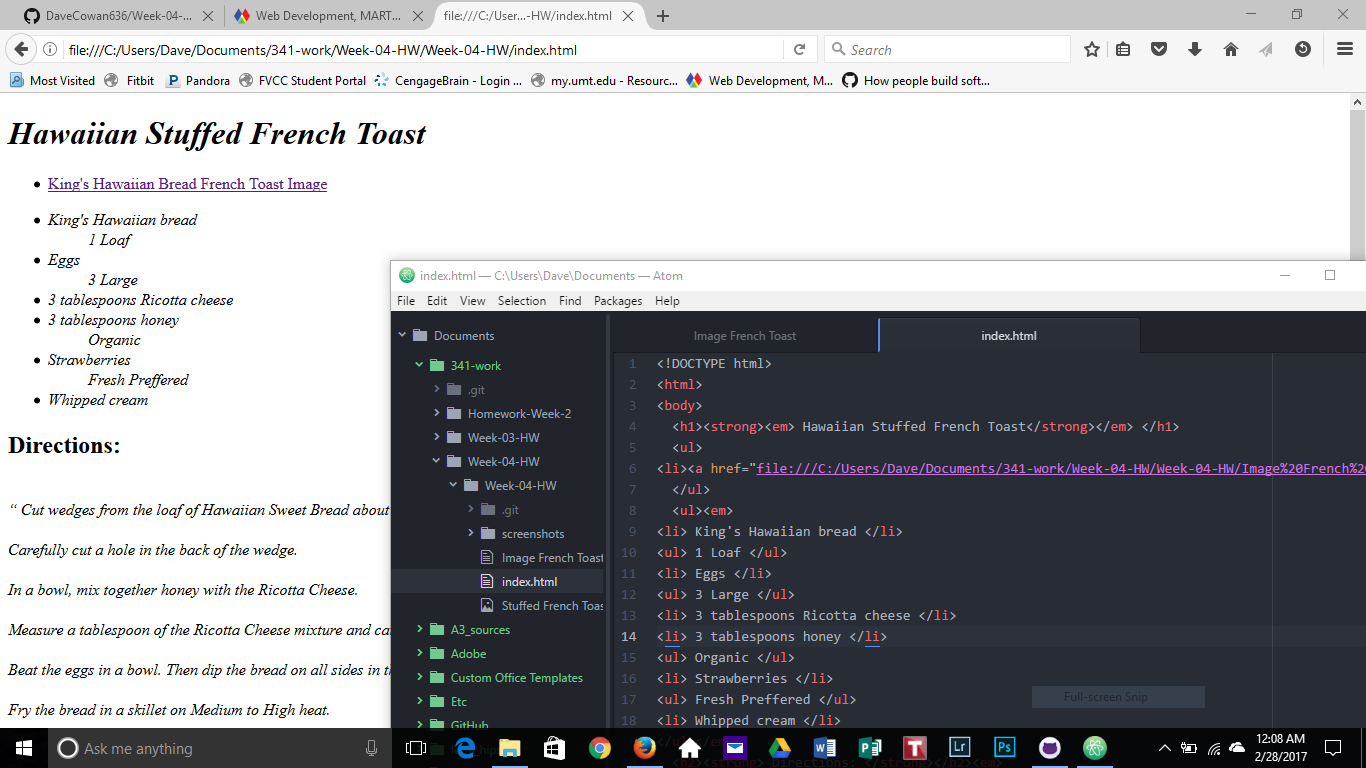 DaveCowan636/Week-04-...
Web Development, MART...
file:///C:/User...-HW/index.html
file:///C:/Users/Dave/Documents/341-work/Week-04-HW/Week-04-HW/index.html
Search
Most Visited
Fitbit
Pandora
FVCC Student Portal
CengageBrain - Login ...
my.umt.edu - Resourc...
Web Development, M...
How people build soft...
Hawaiian Stuffed French Toast
• King's Hawaiian Bread French Toast Image
• King's Hawaiian bread
1 Loaf
• Eggs
3 Large
• 3 tablespoons Ricotta cheese
• 3 tablespoons honey
Organic
• Strawberries
Fresh Preffered
• Whipped cream
Directions:
“ Cut wedges from the loaf of Hawaiian Sweet Bread about
Carefully cut a hole in the back of the wedge.
In a bowl, mix together honey with the Ricotta Cheese.
Measure a tablespoon of the Ricotta Cheese mixture and
Beat the eggs in a bowl. Then dip the bread on all sides in
Fry the bread in a skillet on Medium to High heat.
index.html — C:\Users\Dave\Documents — Atom
File Edit View Selection Find Packages Help
Documents
341-work
.git
Homework-Week-2
Week-03-HW
Week-04-HW
Week-04-HW
.git
screenshots
Image French Toast
index.html
Stuffed French Toas
A3_sources
Adobe
Custom Office Templates
Etc
GitHub
Image French Toast
index.html
1 <!DOCTYPE html>
2 <html>
3 <body>
4 <h1><strong><em> Hawaiian Stuffed French Toast</strong></em> </h1>
5 <ul>
6 <li><a href="file:///C:/Users/Dave/Documents/341-work/Week-04-HW/Week-04-HW/Image%20French%
7 </ul>
8 <ul><em>
9 <li> King's Hawaiian bread </li>
10 <ul> 1 Loaf </ul>
11 <li> Eggs </li>
12 <ul> 3 Large </ul>
13 <li> 3 tablespoons Ricotta cheese </li>
14 <li> 3 tablespoons honey </li>
15 <ul> Organic </ul>
16 <li> Strawberries </li>
17 <ul> Fresh Preffered </ul>
18 <li> Whipped cream </li>
Full-screen Snip
<h2><strong> Directions: </strong></h2><em>
Ask me anything
12:08 AM
2/28/2017